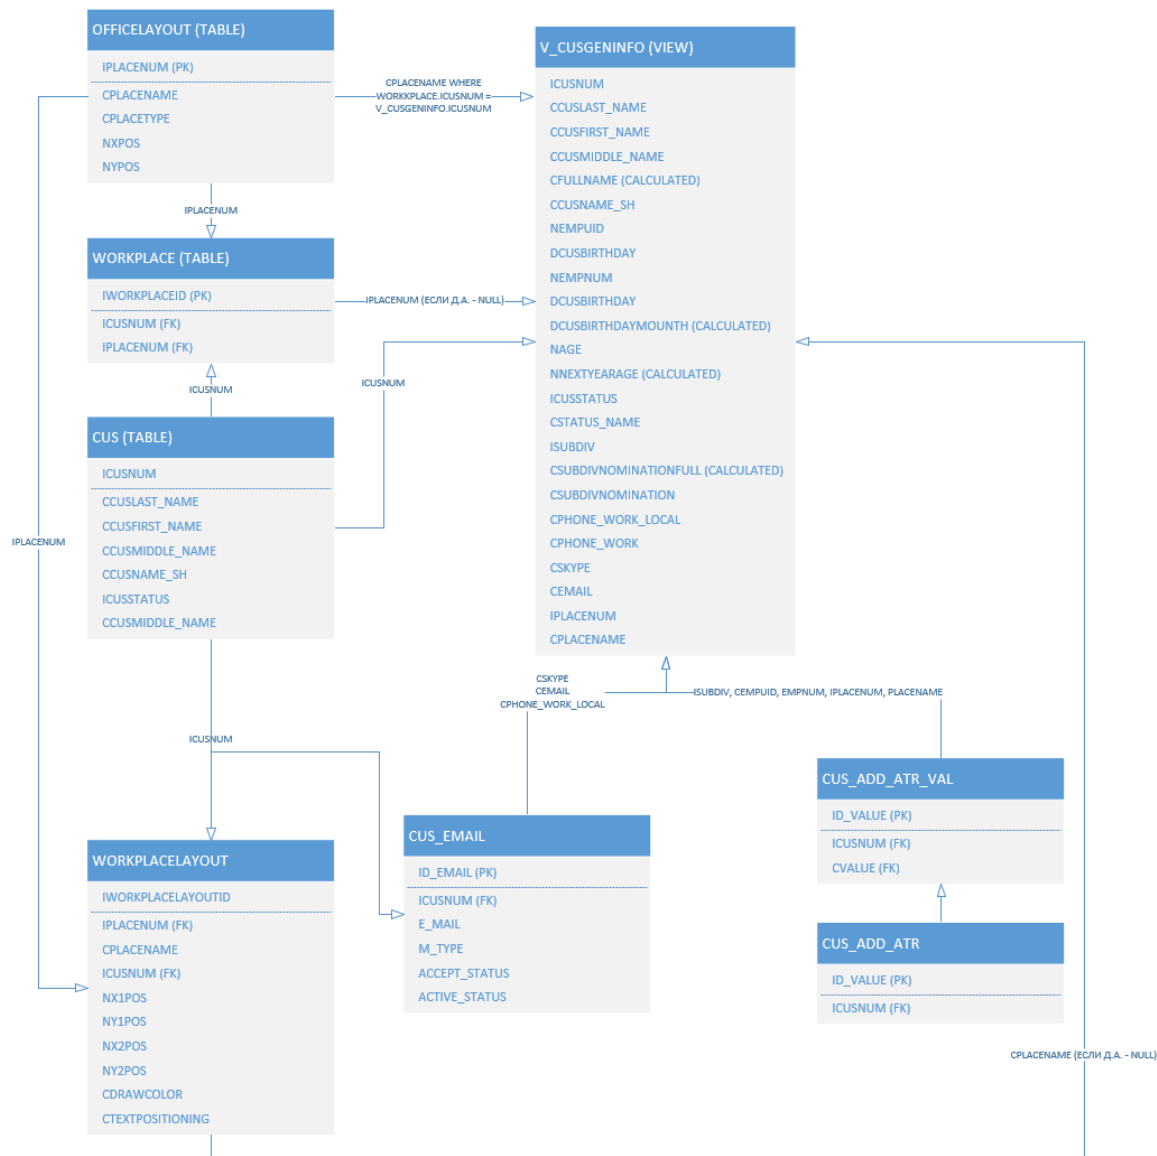 OFFICELAYOUT (TABLE)
IPLACENUM (PK)
CPLACENAME
CPLACETYPE
NXPOS
NYPOS
CPLACENAME WHERE
WORKKPLACE.ICUSNUM =
V_CUSGENINFO.ICUSNUM
IPLACENUM
WORKPLACE (TABLE)
IWORKPLACEID (PK)
ICUSNUM (FK)
IPLACENUM (FK)
IPLACENUM (ЕСЛИ Д.А. - NULL)
ICUSNUM
ICUSNUM
CUS (TABLE)
ICUSNUM
CCUSLAST_NAME
CCUSFIRST_NAME
CCUSMIDDLE_NAME
CCUSNAME_SH
ICUSSTATUS
CCUSMIDDLE_NAME
IPLACENUM
V_CUSGENINFO (VIEW)
ICUSNUM
CCUSLAST_NAME
CCUSFIRST_NAME
CCUSMIDDLE_NAME
CFULLNAME (CALCULATED)
CCUSNAME_SH
NEMPUID
DCUSBIRTHDAY
NEMPNUM
DCUSBIRTHDAY
DCUSBIRTHDAYMOUNTH (CALCULATED)
NAGE
NNEXTYEARAGE (CALCULATED)
ICUSSTATUS
CSTATUS_NAME
ISUBDIV
CSUBDIVNOMINATIONFULL (CALCULATED)
CSUBDIVNOMINATION
CPHONE_WORK_LOCAL
CPHONE_WORK
CSKYPE
CEMAIL
IPLACENUM
CPLACENAME
CSKYPE
CEMAIL
CPHONE_WORK_LOCAL
ISUBDIV, CEMPUID, EMPNUM, IPLACENUM, PLACENAME
ICUSNUM
WORKPLACELAYOUT
IWORKPLACELAYOUTID
IPLACENUM (FK)
CPLACENAME
ICUSNUM (FK)
NX1POS
NY1POS
NX2POS
NY2POS
CDRAWCOLOR
CTEXTPOSITIONING
CUS_EMAIL
ID_EMAIL (PK)
ICUSNUM (FK)
E_MAIL
M_TYPE
ACCEPT_STATUS
ACTIVE_STATUS
CUS_ADD_ATR_VAL
ID_VALUE (PK)
ICUSNUM (FK)
CVALUE (FK)
CUS_ADD_ATR
ID_VALUE (PK)
ICUSNUM (FK)
CPLACENAME (ЕСЛИ Д.А. - NULL)